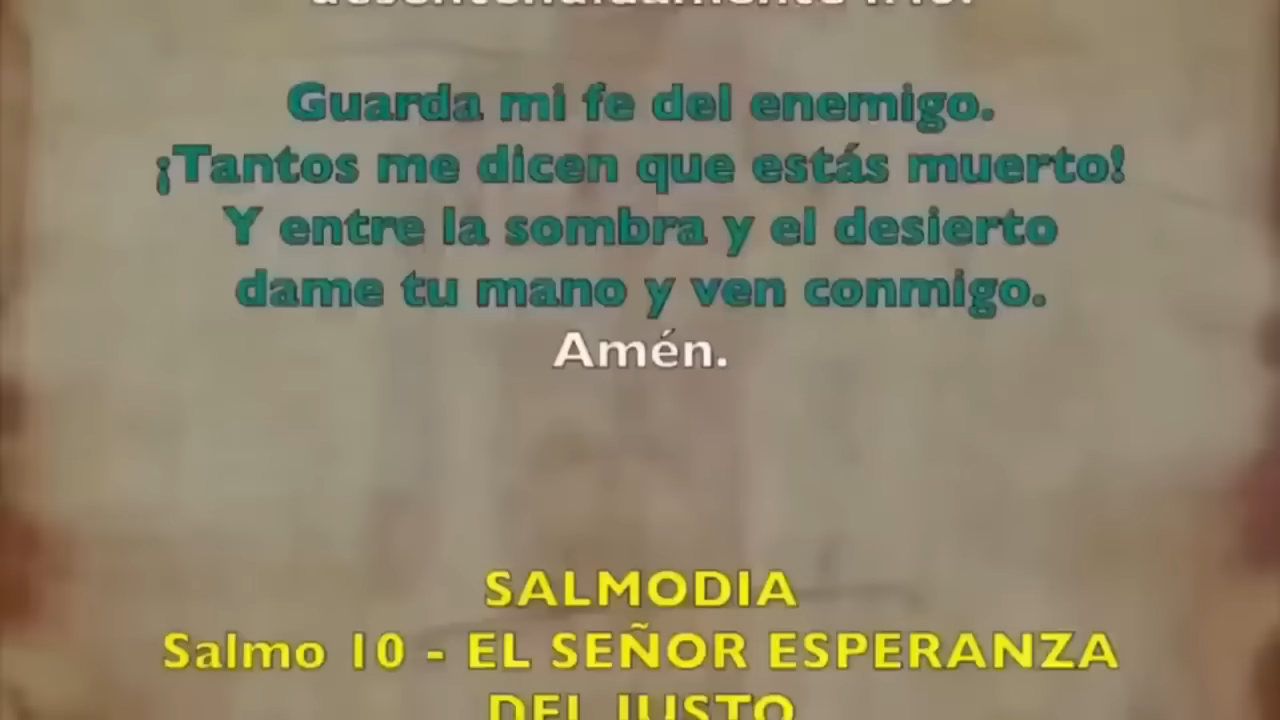 Guarda mi fe del enemigo.
¡Tantos me dicen que estás muerto!
Y entre la sombra y el desierto
dame tu mano y ven conmigo.
Amén.
SALMODIA
Salmo 10 - EL SEÑOR ESPERANZA
DEL JUSTO